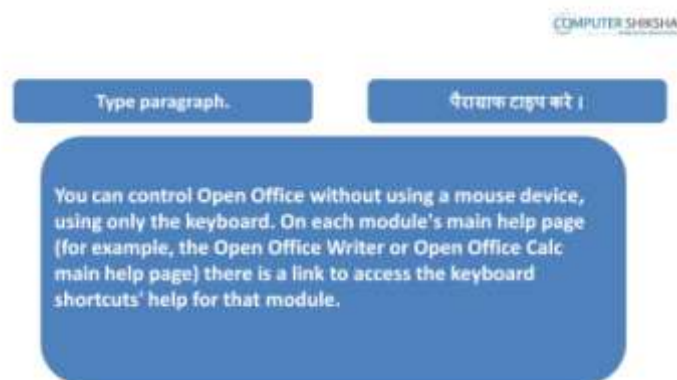 COMPUTER SHIKSHA
Type paragraph.
पैराग्राफ टाइप करे ।
You can control Open Office without using a mouse device,
using only the keyboard. On each module's main help page
(for example, the Open Office Writer or Open Office Calc
main help page) there is a link to access the keyboard
shortcuts' help for that module.